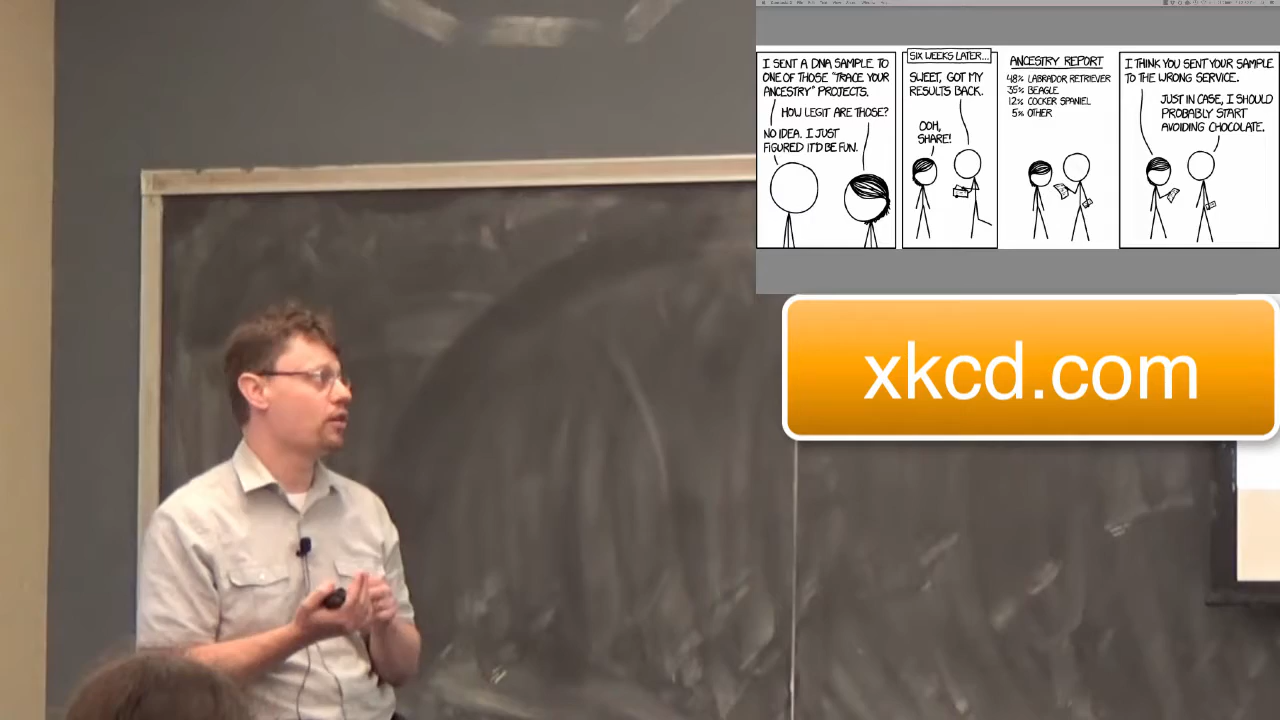 I SENT A DNA SAMPLE TO
ONE OF THOSE "TRACE YOUR
ANCESTRY" PROJECTS.
HOW LEGIT ARE THOSE?
NO IDEA. I JUST
FIGURED IT'D BE FUN.
SIX WEEKS LATER...
SWEET, GOT MY
RESULTS BACK.
OOH,
SHARE!
ANCESTRY REPORT
48% LABRADOR RETRIEVER
35% BEAGLE
12% COCKER SPANIEL
5% OTHER
I THINK YOU SENT YOUR SAMPLE
TO THE WRONG SERVICE.
JUST IN CASE, I SHOULD
PROBABLY START
AVOIDING CHOCOLATE.
xkcd.com